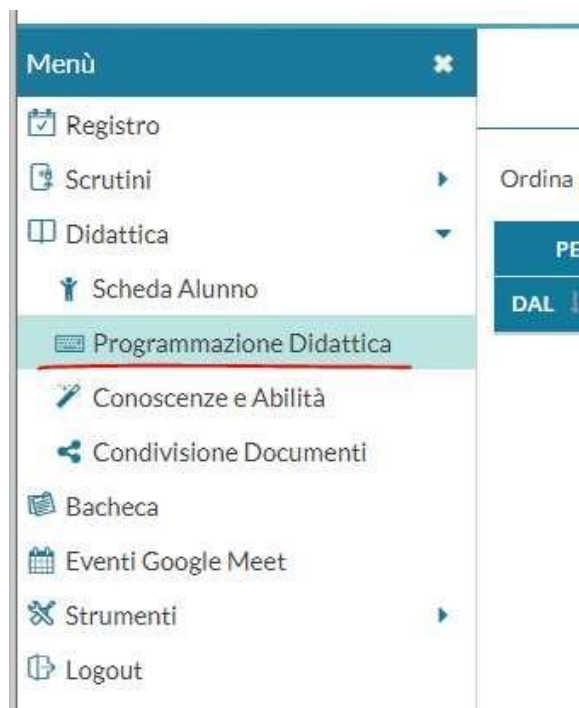 Menù
Registro
Scrutini
Didattica
Scheda Alunno
Programmazione Didattica
Conoscenze e Abilità
Condivisione Documenti
Bacheca
Eventi Google Meet
Strumenti
Logout
Ordina
PE
DAL